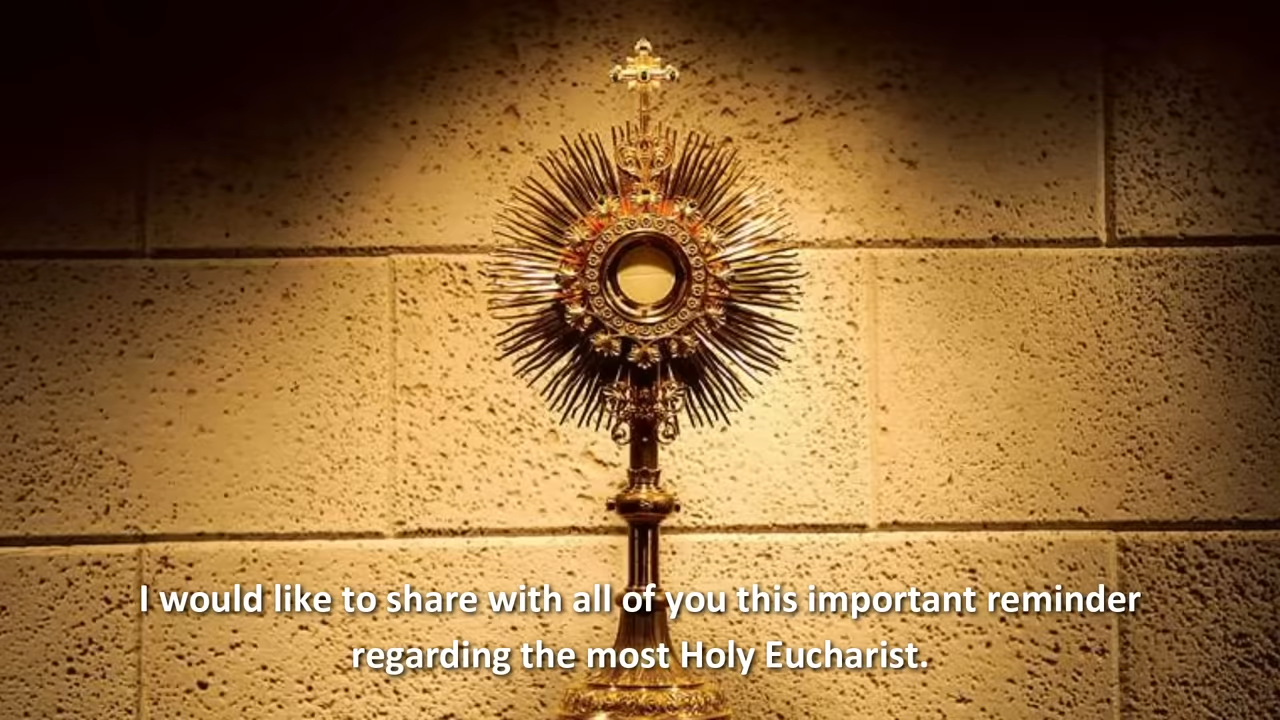 I would like to share with all of you this important reminder
regarding the most Holy Eucharist.